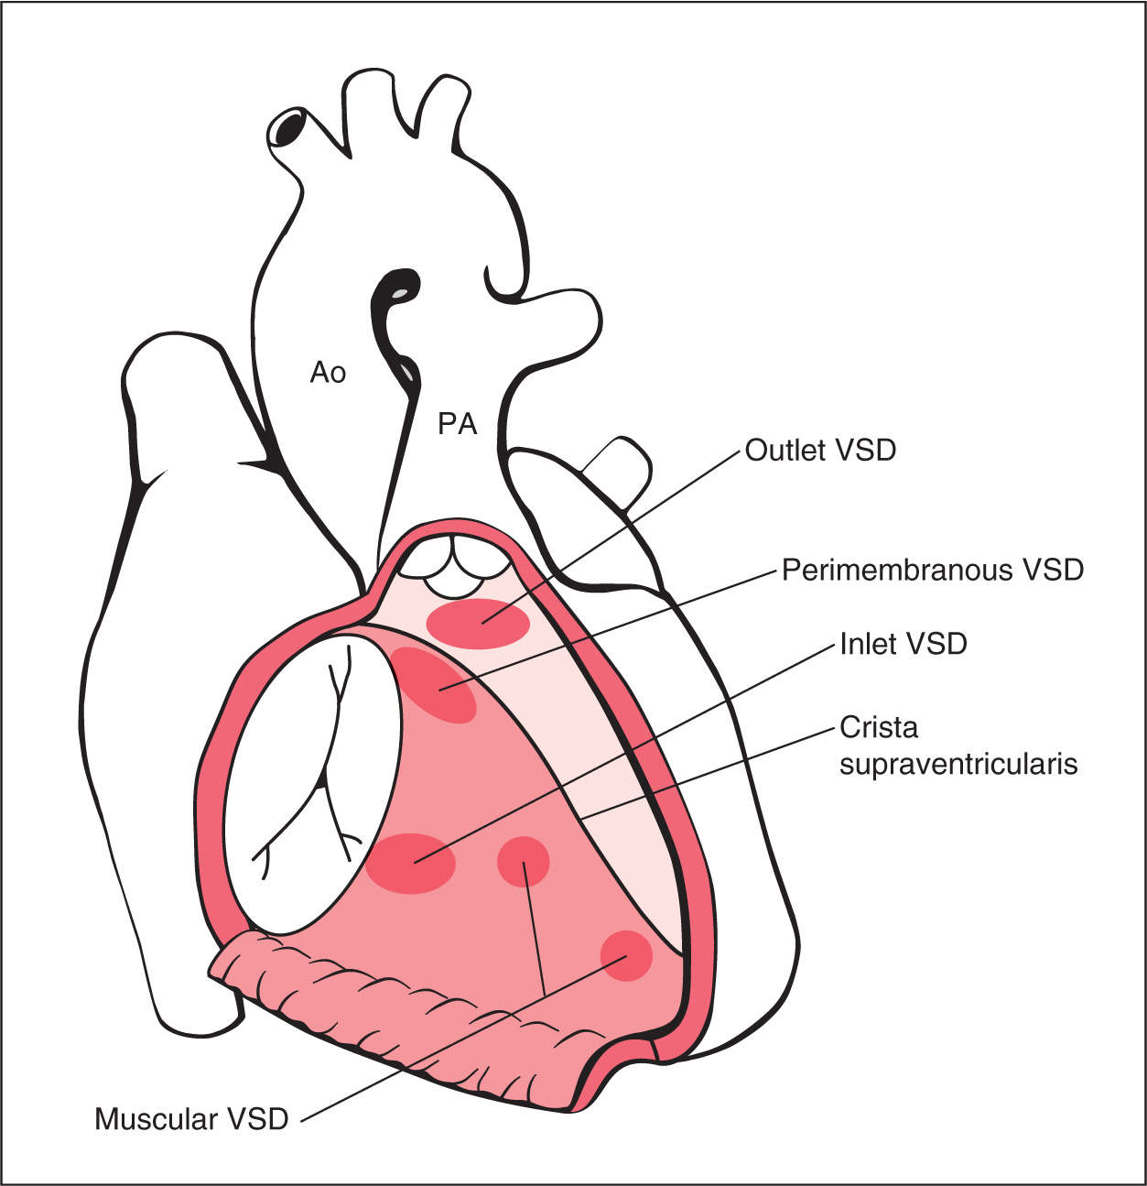 Ao
PA
Outlet VSD
Perimembranous VSD
Inlet VSD
Crista
supraventricularis
Muscular VSD